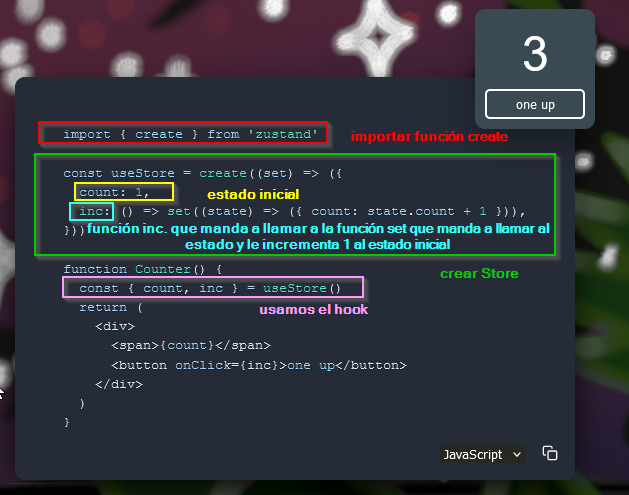 3
one up
import { create } from 'zustand'
importar función create
const useStore = create((set) => ({
count: 1,
estado inicial
inc: () => set((state) => ({ count: state.count + 1 })),
}))
función inc. que manda a llamar a la función set que manda a llamar al
estado y le incrementa 1 al estado inicial
function Counter() {
crear Store
const { count, inc } = useStore()
return (
usamos el hook
<div>
<span>{count}</span>
<button onClick={inc}>one up</button>
</div>
)
}
JavaScript